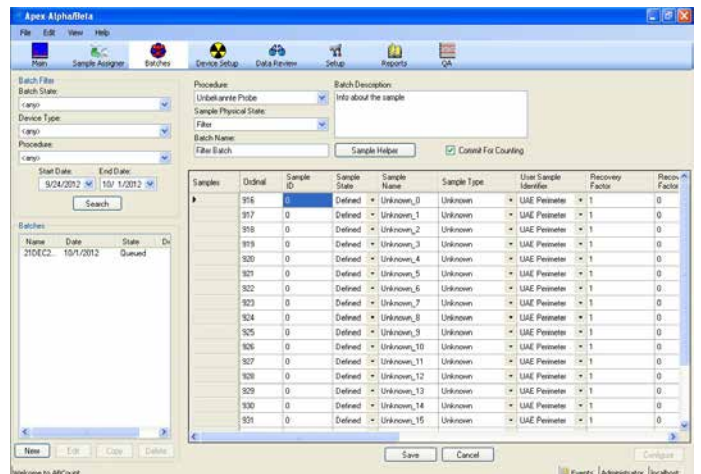 Apex Alpha/Beta
File Edit View Help
Main Sample Assigner Batches Device Setup Data Review Setup Reports QA
Batch Filter
Batch State:
<any>
Device Type:
<any>
Procedure:
<any>
Start Date: End Date:
9/24/2012 10/ 1/2012
Search
Batches
Name Date State De
21DEC2... 10/1/2012 Queued
New Edit Copy Delete
Procedure:
Unbekannte Probe
Sample Physical State:
Filter
Batch Name:
Filter Batch
Batch Description:
Info about the sample
Sample Helper Commit For Counting
Samples Ordinal Sample ID Sample State Sample Name Sample Type User Sample Identifier Recovery Factor Recov Factor
916 0 Defined Unknown_0 Unknown UAE Perimeter 1 0
917 0 Defined Unknown_1 Unknown UAE Perimeter 1 0
918 0 Defined Unknown_2 Unknown UAE Perimeter 1 0
919 0 Defined Unknown_3 Unknown UAE Perimeter 1 0
920 0 Defined Unknown_4 Unknown UAE Perimeter 1 0
921 0 Defined Unknown_5 Unknown UAE Perimeter 1 0
922 0 Defined Unknown_6 Unknown UAE Perimeter 1 0
923 0 Defined Unknown_7 Unknown UAE Perimeter 1 0
924 0 Defined Unknown_8 Unknown UAE Perimeter 1 0
925 0 Defined Unknown_9 Unknown UAE Perimeter 1 0
926 0 Defined Unknown_10 Unknown UAE Perimeter 1 0
927 0 Defined Unknown_11 Unknown UAE Perimeter 1 0
928 0 Defined Unknown_12 Unknown UAE Perimeter 1 0
929 0 Defined Unknown_13 Unknown UAE Perimeter 1 0
930 0 Defined Unknown_14 Unknown UAE Perimeter 1 0
931 0 Defined Unknown_15 Unknown UAE Perimeter 1 0
Save Cancel Configure
Welcome to ABCount Events Administrator localhost